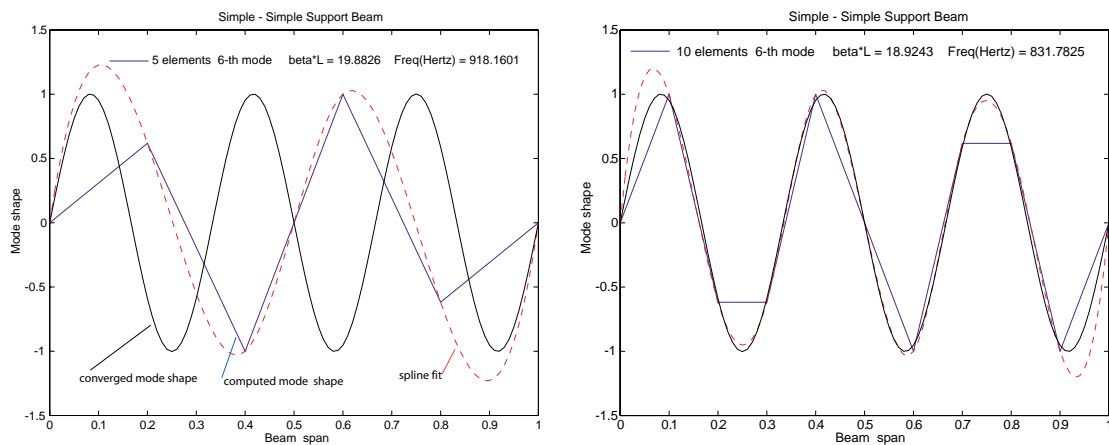 Simple - Simple Support Beam
5 elements 6-th mode beta*L = 19.8826 Freq(Hertz) = 918.1601
1.5
1
0.5
0
-0.5
-1
-1.5
Mode shape
converged mode shape
computed mode shape
spline fit
0 0.1 0.2 0.3 0.4 0.5 0.6 0.7 0.8 0.9 1
Beam span
Simple - Simple Support Beam
10 elements 6-th mode beta*L = 18.9243 Freq(Hertz) = 831.7825
1.5
1
0.5
0
-0.5
-1
-1.5
Mode shape
0 0.1 0.2 0.3 0.4 0.5 0.6 0.7 0.8 0.9 1
Beam span